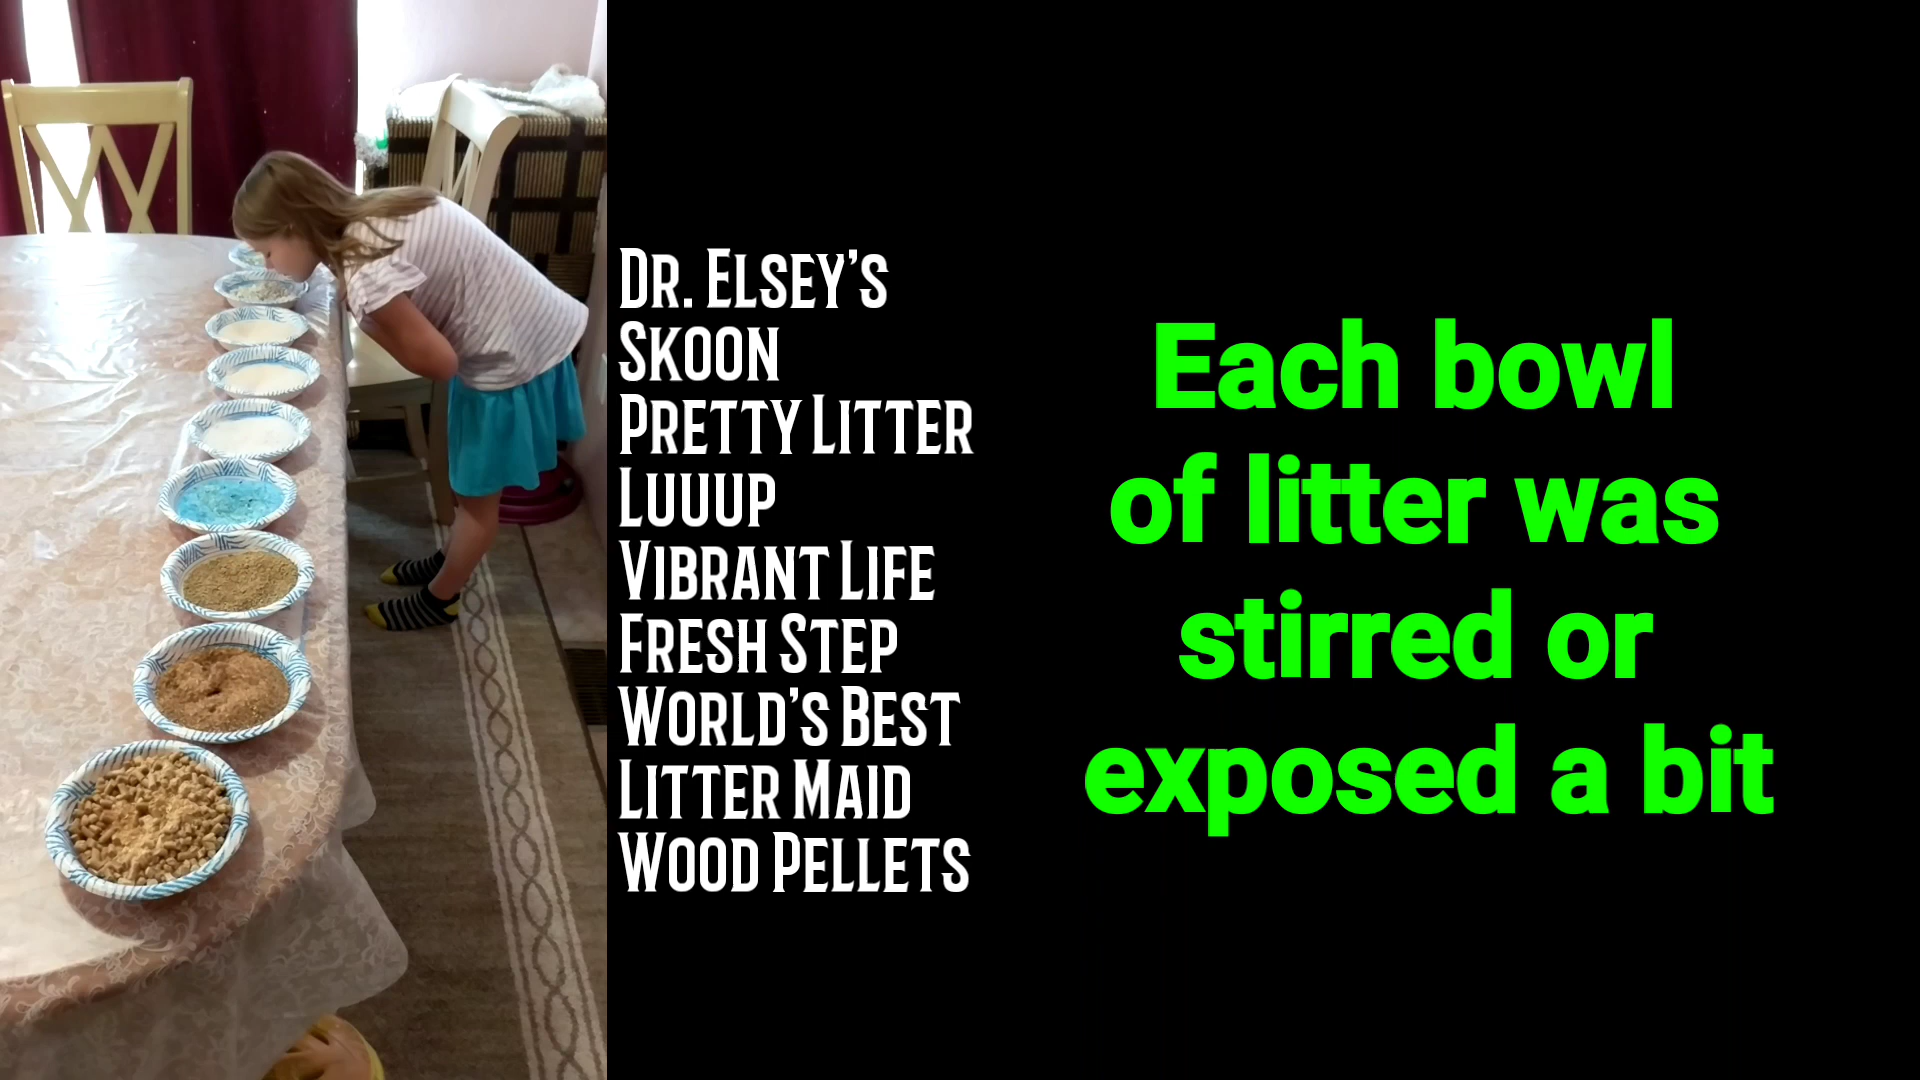 Dr. Elsey's
Skoon
Pretty Litter
Luuup
Vibrant Life
Fresh Step
World's Best
Litter Maid
Wood Pellets
Each bowl
of litter was
stirred or
exposed a bit